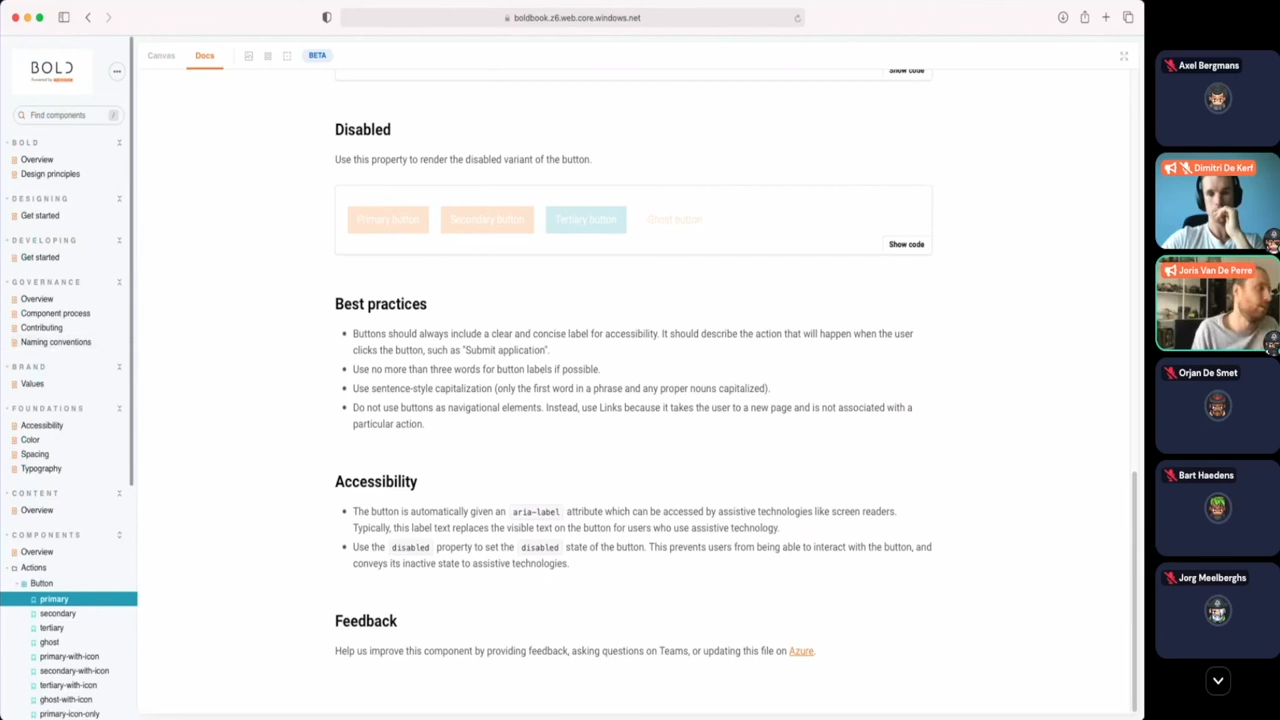 boldbook.z6.web.core.windows.net
BOLD
Find components
/
BOLD
Overview
Design principles
DESIGNING
Get started
DEVELOPING
Get started
GOVERNANCE
Overview
Component process
Contributing
Naming conventions
BRAND
Values
FOUNDATIONS
Accessibility
Color
Spacing
Typography
CONTENT
Overview
COMPONENTS
Overview
Actions
Button
primary
secondary
tertiary
ghost
primary-with-icon
secondary-with-icon
tertiary-with-icon
ghost-with-icon
primary-icon-only
Canvas
Docs
BETA
Show code
Disabled
Use this property to render the disabled variant of the button.
Primary button
Secondary button
Tertiary button
Ghost button
Show code
Best practices
Buttons should always include a clear and concise label for accessibility. It should describe the action that will happen when the user
clicks the button, such as "Submit application".
Use no more than three words for button labels if possible.
Use sentence-style capitalization (only the first word in a phrase and any proper nouns capitalized).
Do not use buttons as navigational elements. Instead, use Links because it takes the user to a new page and is not associated with a
particular action.
Accessibility
The button is automatically given an aria-label attribute which can be accessed by assistive technologies like screen readers.
Typically, this label text replaces the visible text on the button for users who use assistive technology.
Use the disabled property to set the disabled state of the button. This prevents users from being able to interact with the button, and
conveys its inactive state to assistive technologies.
Feedback
Help us improve this component by providing feedback, asking questions on Teams, or updating this file on Azure.
Axel Bergmans
Dimitri De Kerf
Joris Van De Perre
Orjan De Smet
Bart Haedens
Jorg Meelberghs